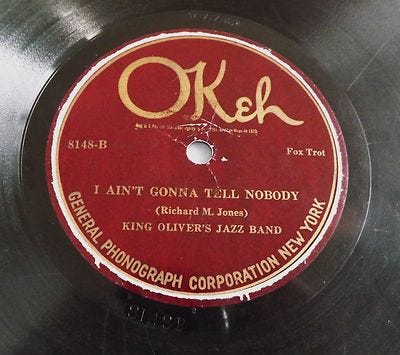 OKeh
8148-B
Fox Trot
I AIN'T GONNA TELL NOBODY
(Richard M. Jones)
KING OLIVER'S JAZZ BAND
GENERAL PHONOGRAPH CORPORATION NEW YORK
8148B